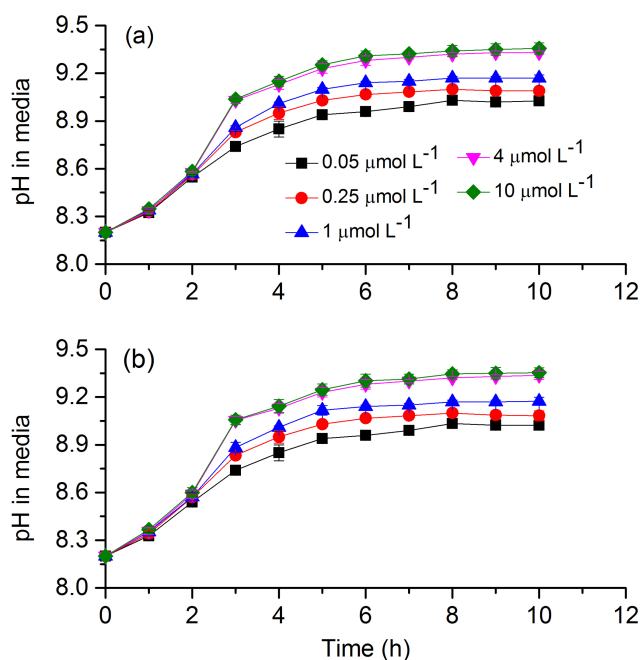 (a)
pH in media
9.5
9.2
8.9
8.6
8.3
8.0
0.05 μmol L⁻¹
4 μmol L⁻¹
0.25 μmol L⁻¹
10 μmol L⁻¹
1 μmol L⁻¹
0 2 4 6 8 10 12
(b)
pH in media
9.5
9.2
8.9
8.6
8.3
8.0
0 2 4 6 8 10 12
Time (h)